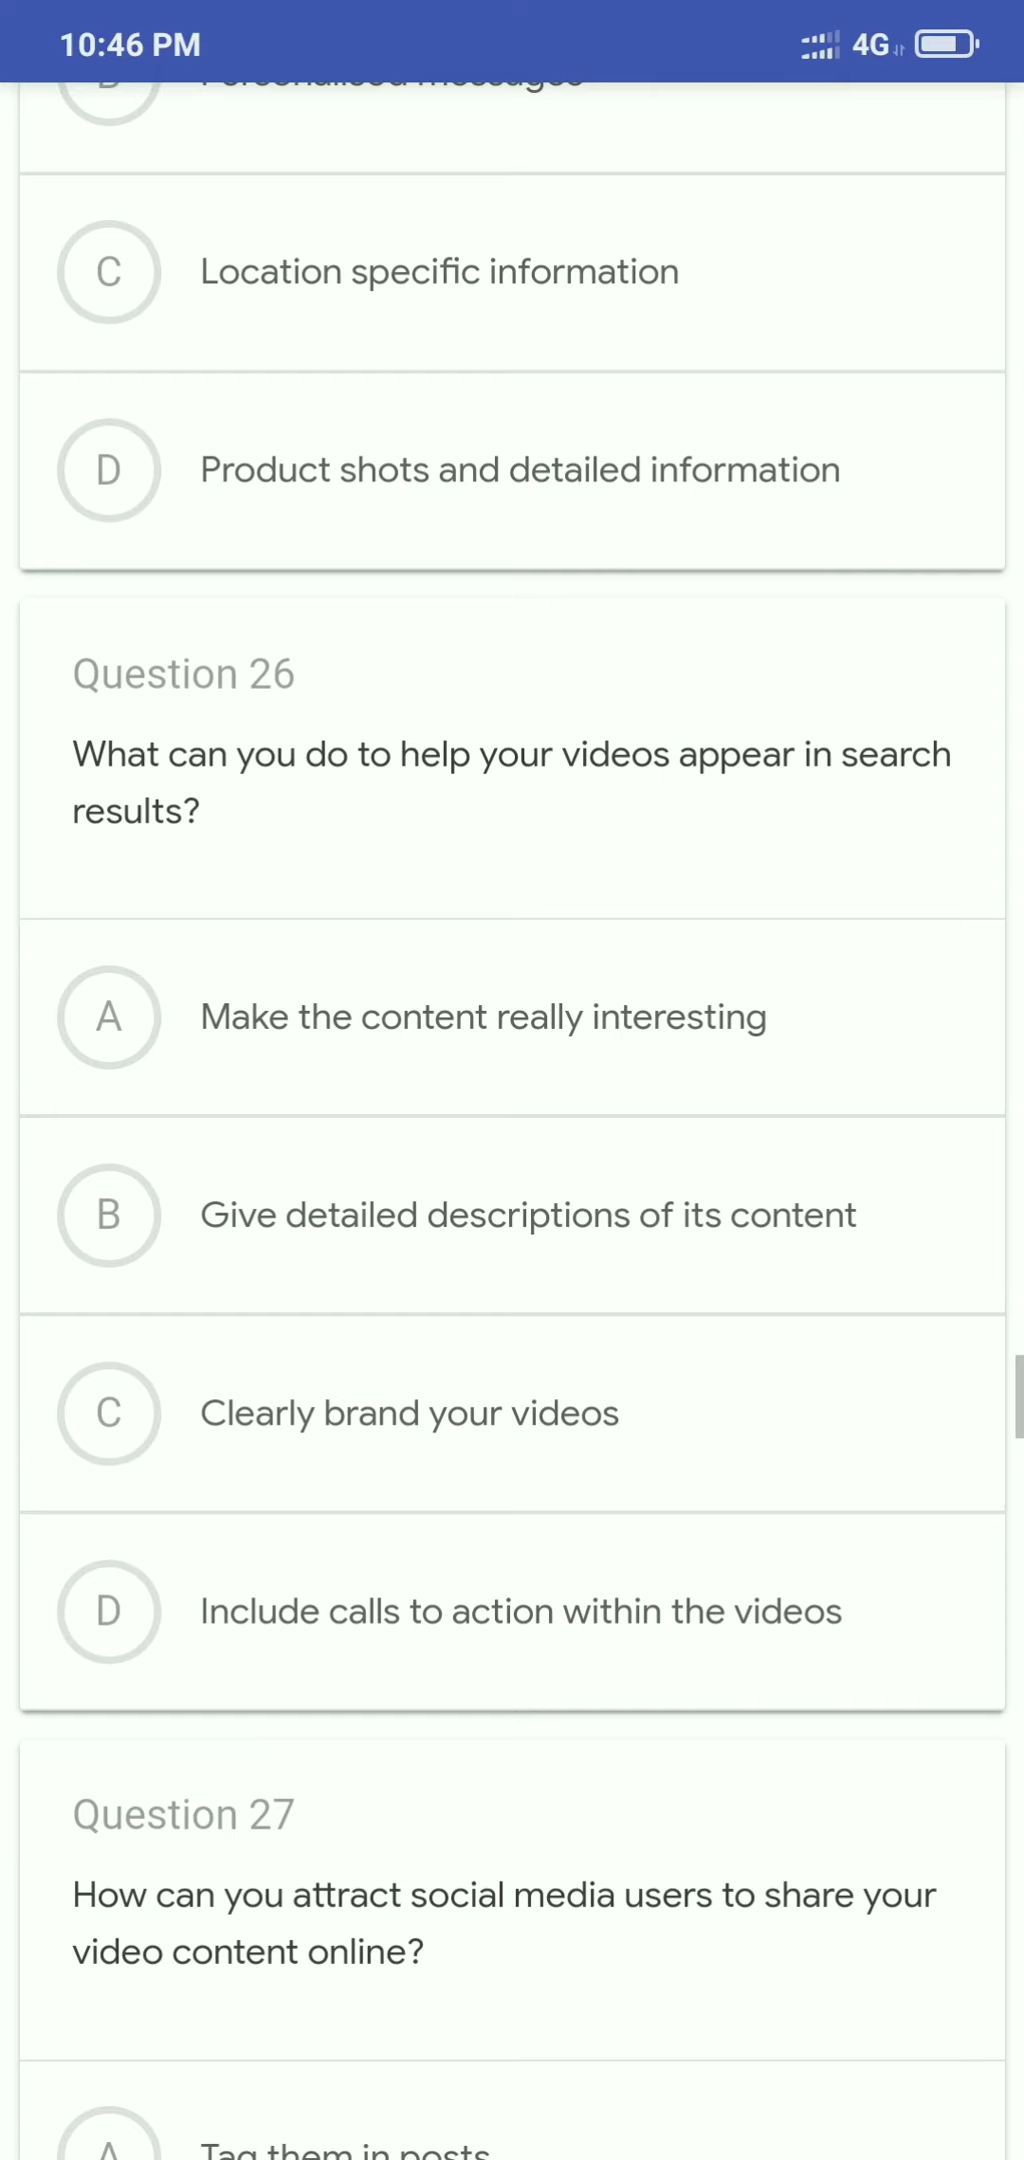 10:46 PM
4G
C
Location specific information
D
Product shots and detailed information
Question 26
What can you do to help your videos appear in search
results?
A
Make the content really interesting
B
Give detailed descriptions of its content
C
Clearly brand your videos
D
Include calls to action within the videos
Question 27
How can you attract social media users to share your
video content online?
A
Tag them in posts